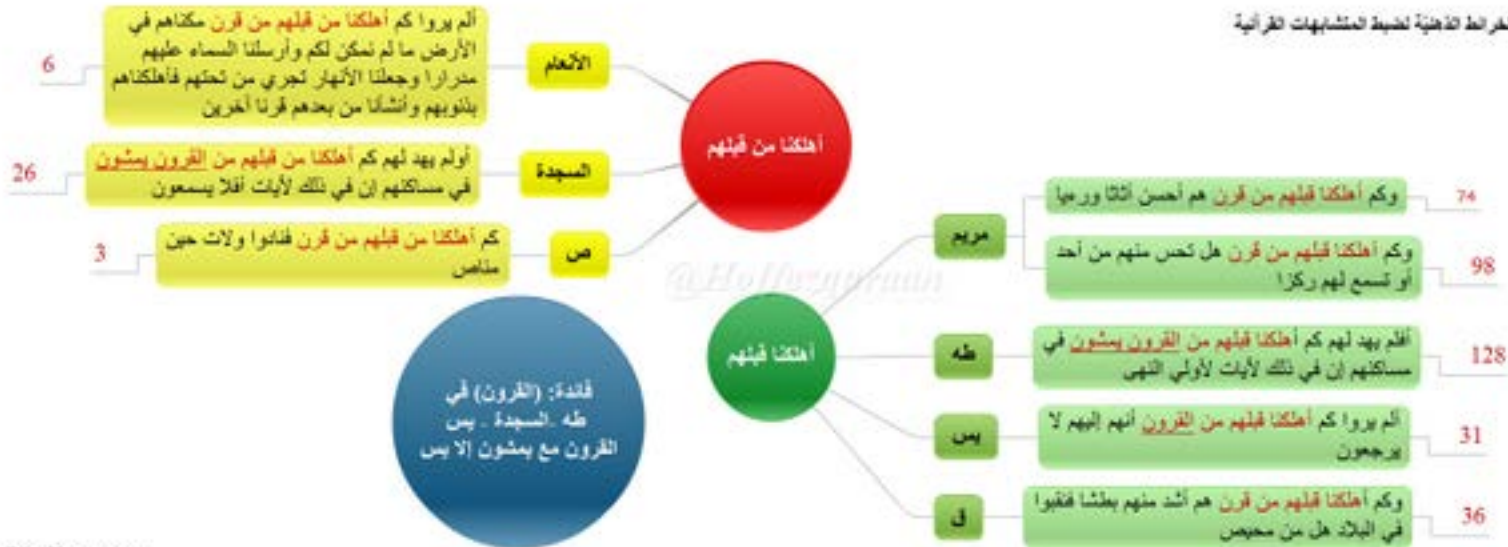 خرائط الذهنية لضبط المتشابهات القرآنية
أهلكنا من قبلهم
الأنعام
ألم يروا كم أهلكنا من قبلهم من قرن مكناهم في
الأرض ما لم نمكن لكم وأرسلنا السماء عليهم
مدرارا وجعلنا الأنهار تجري من تحتهم فأهلكناهم
بذنوبهم وأنشأنا من بعدهم قرنا آخرين
6
السجدة
أولم يهد لهم كم أهلكنا من قبلهم من القرون يمشون
في مساكنهم إن في ذلك لآيات أفلا يسمعون
26
ص
كم أهلكنا من قبلهم من قرن فنادوا ولات حين
مناص
3
أهلكنا قبلهم
مريم
وكم أهلكنا قبلهم من قرن هم أحسن أثاثا ورءيا
74
وكم أهلكنا قبلهم من قرن هل تحس منهم من أحد
أو تسمع لهم ركزا
98
طه
أفلم يهد لهم كم أهلكنا قبلهم من القرون يمشون في
مساكنهم إن في ذلك لآيات لأولي النهى
128
يس
ألم يروا كم أهلكنا قبلهم من القرون أنهم إليهم لا
يرجعون
31
ق
وكم أهلكنا قبلهم من قرن هم أشد منهم بطشا فنقبوا
في البلاد هل من محيص
36
فائدة: (القرون) في
طه .السجدة . يس
القرون مع يمشون إلا يس
@Hoffazquraan